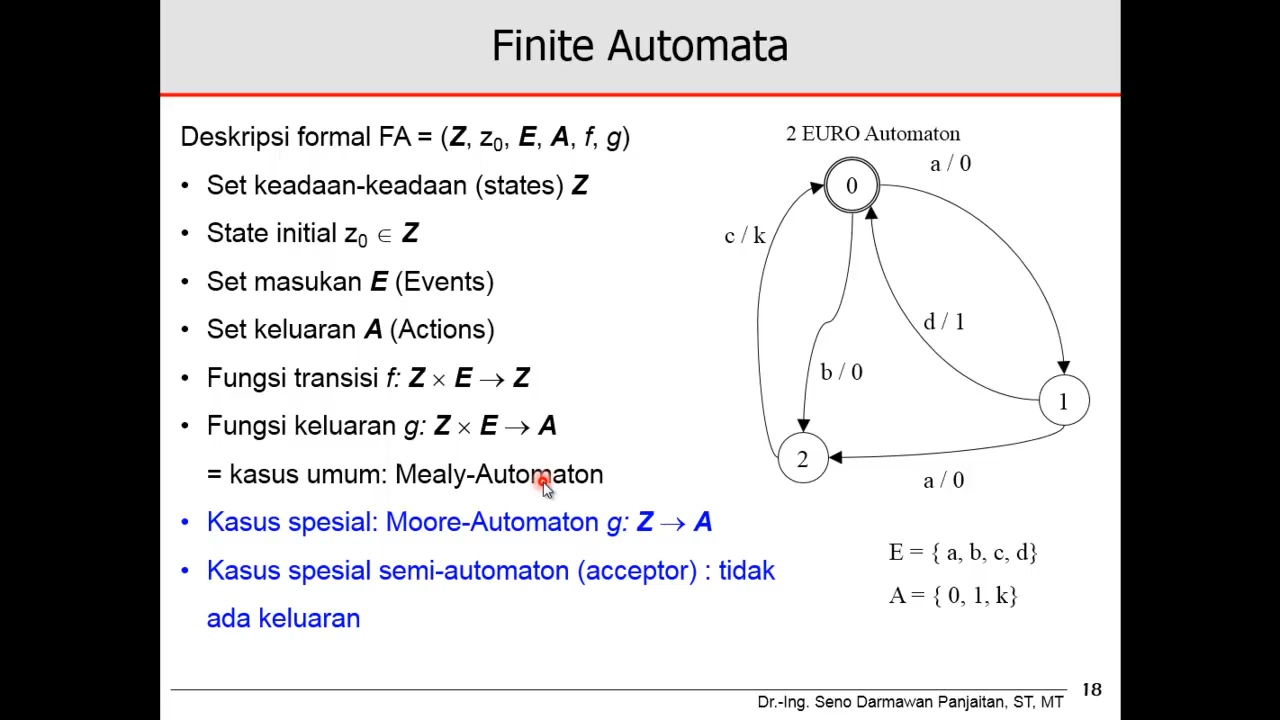 Finite Automata
Deskripsi formal FA = (Z, z0, E, A, f, g)
• Set keadaan-keadaan (states) Z
• State initial z0 ∈ Z
• Set masukan E (Events)
• Set keluaran A (Actions)
• Fungsi transisi f: Z × E → Z
• Fungsi keluaran g: Z × E → A
= kasus umum: Mealy-Automaton
• Kasus spesial: Moore-Automaton g: Z → A
• Kasus spesial semi-automaton (acceptor) : tidak
ada keluaran
2 EURO Automaton
a / 0
0
c / k
d / 1
b / 0
1
2
a / 0
E = { a, b, c, d}
A = { 0, 1, k}
18
Dr.-Ing. Seno Darmawan Panjaitan, ST, MT